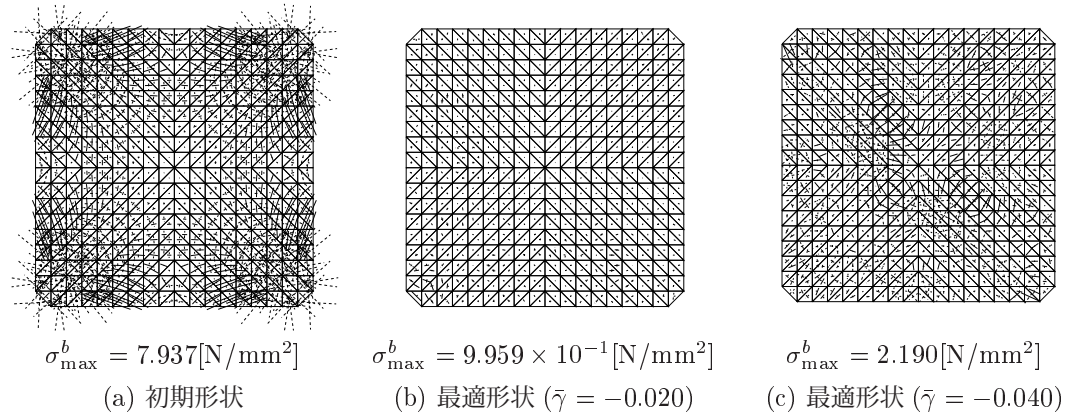 σ^b_max = 7.937[N/mm²]
(a) 初期形状
σ^b_max = 9.959 × 10⁻¹[N/mm²]
(b) 最適形状 (γ̄ = −0.020)
σ^b_max = 2.190[N/mm²]
(c) 最適形状 (γ̄ = −0.040)